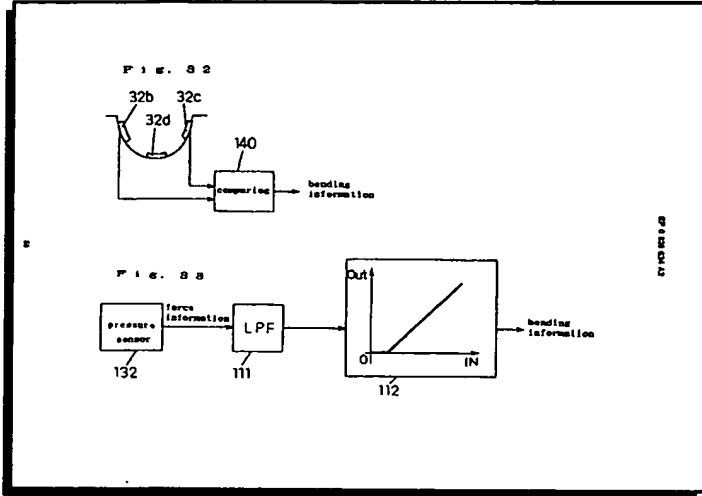 Fig. 32
32b
32c
32d
140
comparing
bending
information
Fig. 33
Out
force
information
pressure
sensor
LPF
bending
information
O
IN
132
111
112